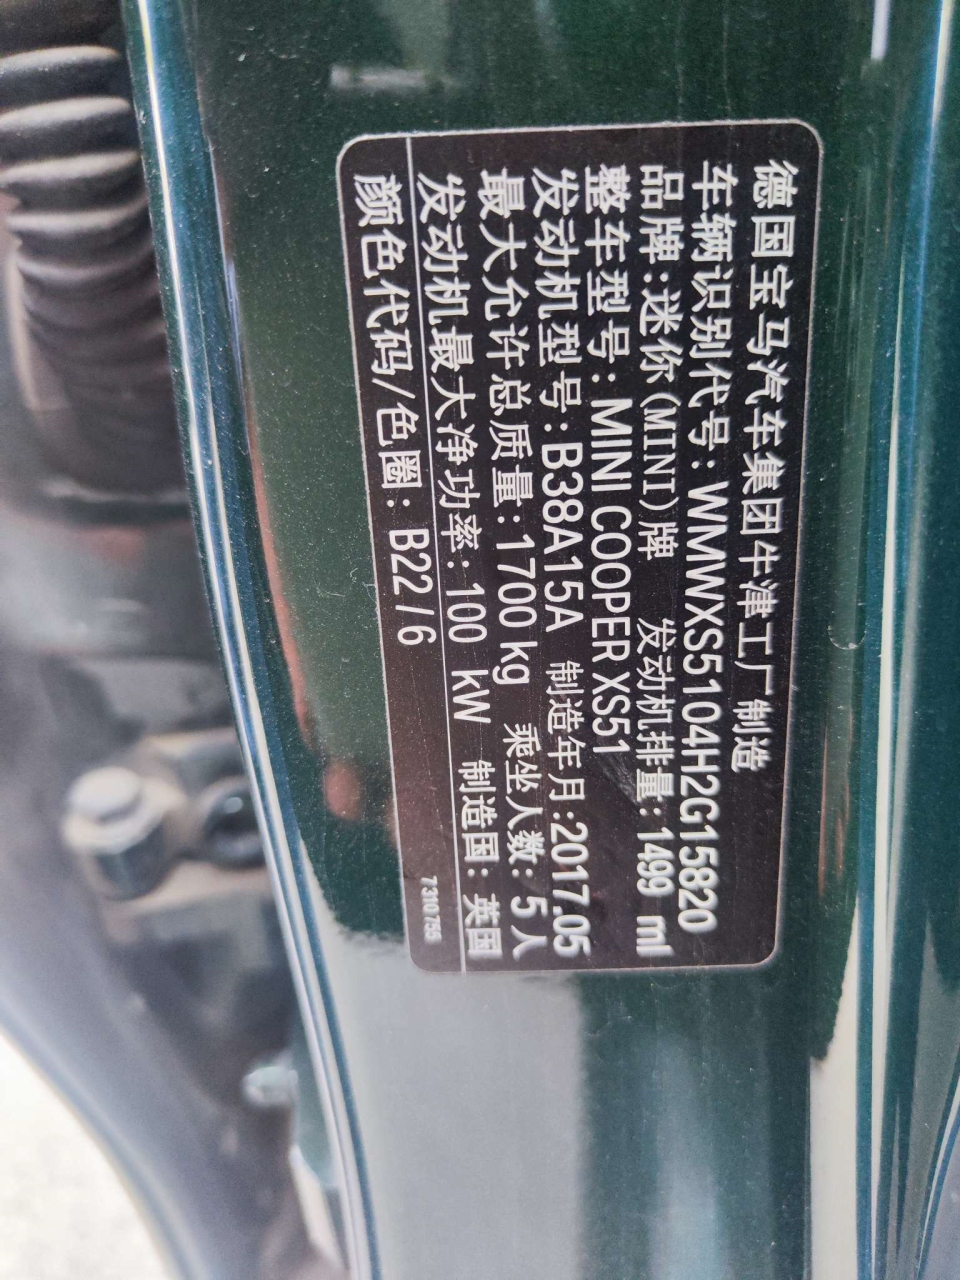 德国宝马汽车集团牛津工厂制造
车辆识别代号:WMWXS5104H2G15820
品牌:迷你(MINI)牌 发动机排量:1499 ml
整车型号:MINI COOPER XS51
发动机型号:B38A15A 制造年月:2017.05
最大允许总质量:1700 kg 乘坐人数:5人
发动机最大净功率:100 kW 制造国:英国
颜色代码/色圈:B22/6
7 310 755